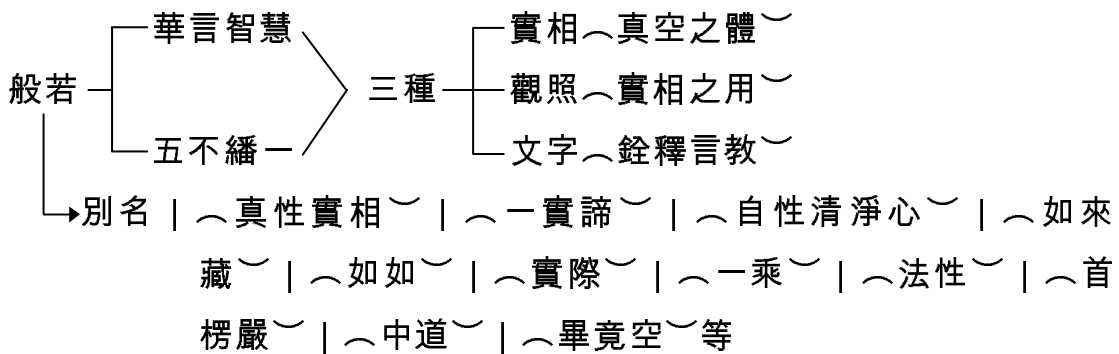 華言智慧 實相（真空之體）
般若 三種 觀照（實相之用）
五不繙一 文字（銓釋言教）
別名｜（真性實相）｜（一實諦）｜（自性清淨心）｜（如來
藏）｜（如如）｜（實際）｜（一乘）｜（法性）｜（首
楞嚴）｜（中道）｜（畢竟空）等